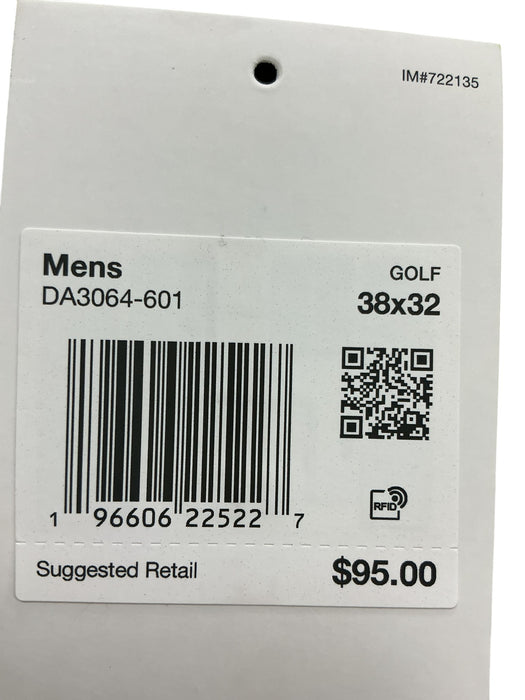 IM#722135
Mens
GOLF
DA3064-601
38x32
RFID
1 96606 22522 7
Suggested Retail
$95.00